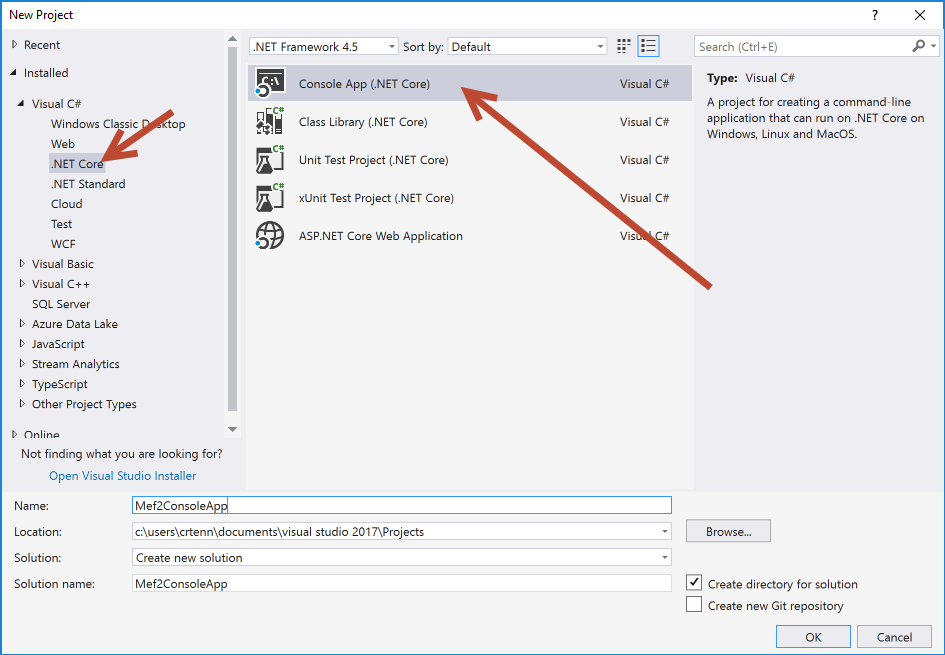 New Project
?
Recent
Installed
Visual C#
Windows Classic Desktop
Web
.NET Core
.NET Standard
Cloud
Test
WCF
Visual Basic
Visual C++
SQL Server
Azure Data Lake
JavaScript
Stream Analytics
TypeScript
Other Project Types
Online
Not finding what you are looking for?
Open Visual Studio Installer
.NET Framework 4.5 Sort by: Default
C:\ Console App (.NET Core) Visual C#
C# Class Library (.NET Core) Visual C#
C# Unit Test Project (.NET Core) Visual C#
C# xUnit Test Project (.NET Core) Visual C#
ASP.NET Core Web Application Visual C#
Search (Ctrl+E)
Type: Visual C#
A project for creating a command-line
application that can run on .NET Core on
Windows, Linux and MacOS.
Name: Mef2ConsoleApp
Location: c:\users\crtenn\documents\visual studio 2017\Projects Browse...
Solution: Create new solution
Solution name: Mef2ConsoleApp
Create directory for solution
Create new Git repository
OK Cancel